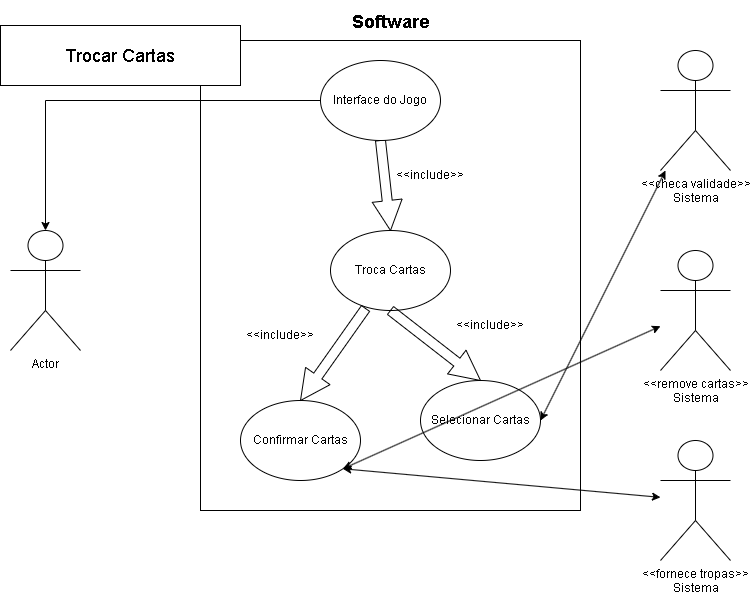 Software
Trocar Cartas
Interface do Jogo
<<include>>
<<checa validade>>
Sistema
Troca Cartas
<<include>>
<<include>>
Actor
<<remove cartas>>
Sistema
Selecionar Cartas
Confirmar Cartas
<<fornece tropas>>
Sistema